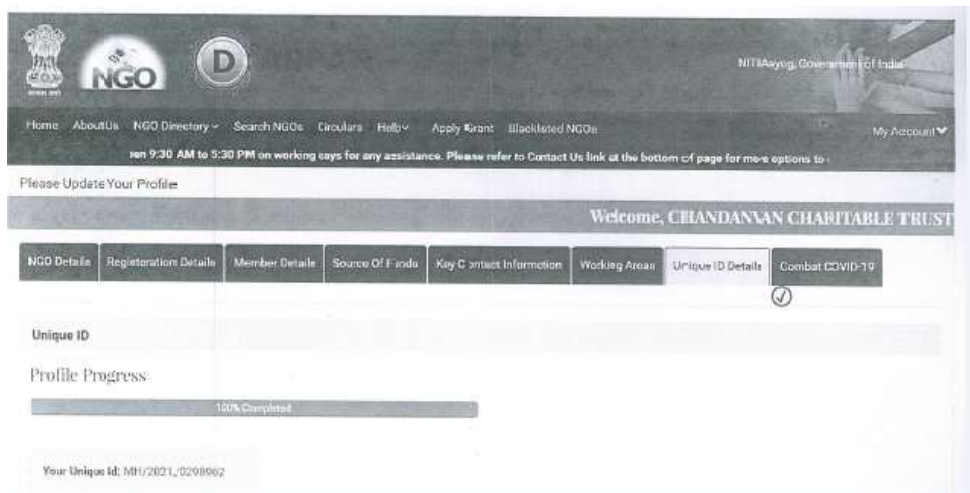 NGO
D
NITI Aayog, Government of India
Home AboutUs NGO Directory Search NGOs Circulars Help Apply Grant Blacklisted NGOs My Account
9:30 AM to 5:30 PM on working days for any assistance. Please refer to Contact Us link at the bottom of page for more options to
Please Update Your Profile
Welcome, CHANDANVAN CHARITABLE TRUST
NGO Details Registeration Details Member Details Source Of Funds Key Contact Information Working Areas Unique ID Details Combat COVID-19
Unique ID
Profile Progress
100% Completed
Your Unique Id: MH/2021/0298962